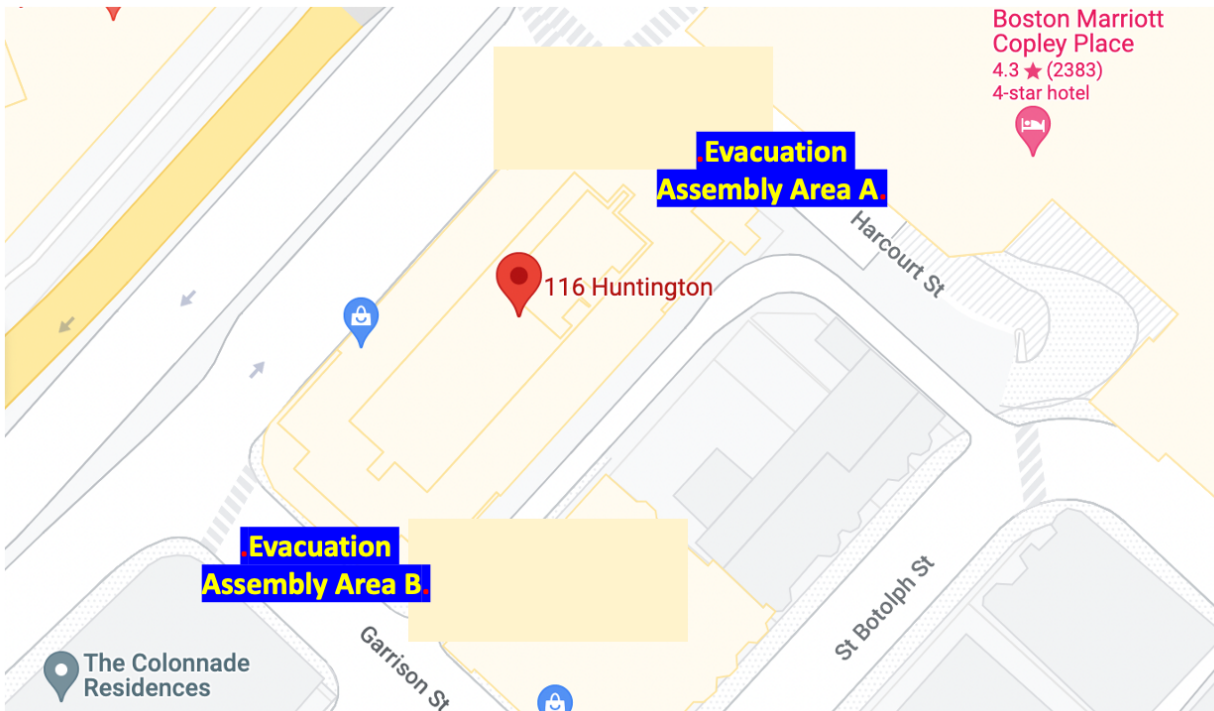 Boston Marriott
Copley Place
4.3 ★ (2383)
4-star hotel
.Evacuation
Assembly Area A.
Harcourt St
116 Huntington
.Evacuation
Assembly Area B.
St Botolph St
Garrison St
The Colonnade
Residences